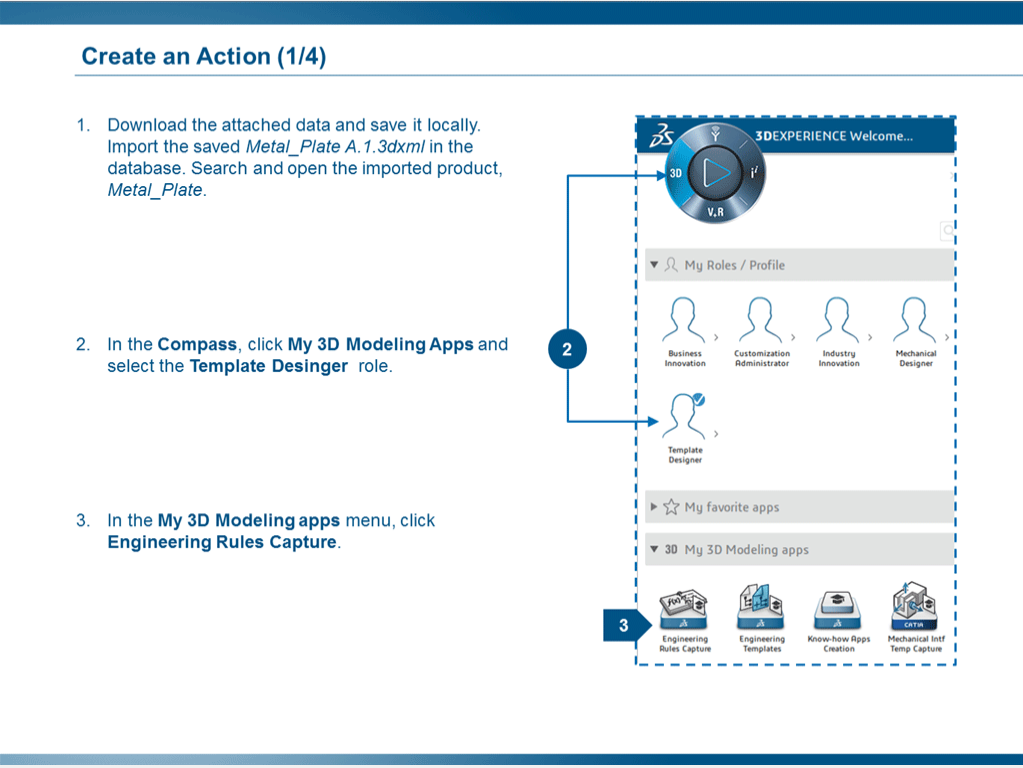 Create an Action (1/4)
1. Download the attached data and save it locally.
Import the saved Metal_Plate A.1.3dxml in the
database. Search and open the imported product,
Metal_Plate.
2. In the Compass, click My 3D Modeling Apps and
select the Template Desinger role.
3. In the My 3D Modeling apps menu, click
Engineering Rules Capture.
2
3
3DEXPERIENCE Welcome...
3D
i
V,R
My Roles / Profile
Business
Innovation
Customization
Administrator
Industry
Innovation
Mechanical
Designer
Template
Designer
My favorite apps
3D My 3D Modeling apps
f(x)
CATIA
Engineering
Rules Capture
Engineering
Templates
Know-how Apps
Creation
Mechanical Intf
Temp Capture